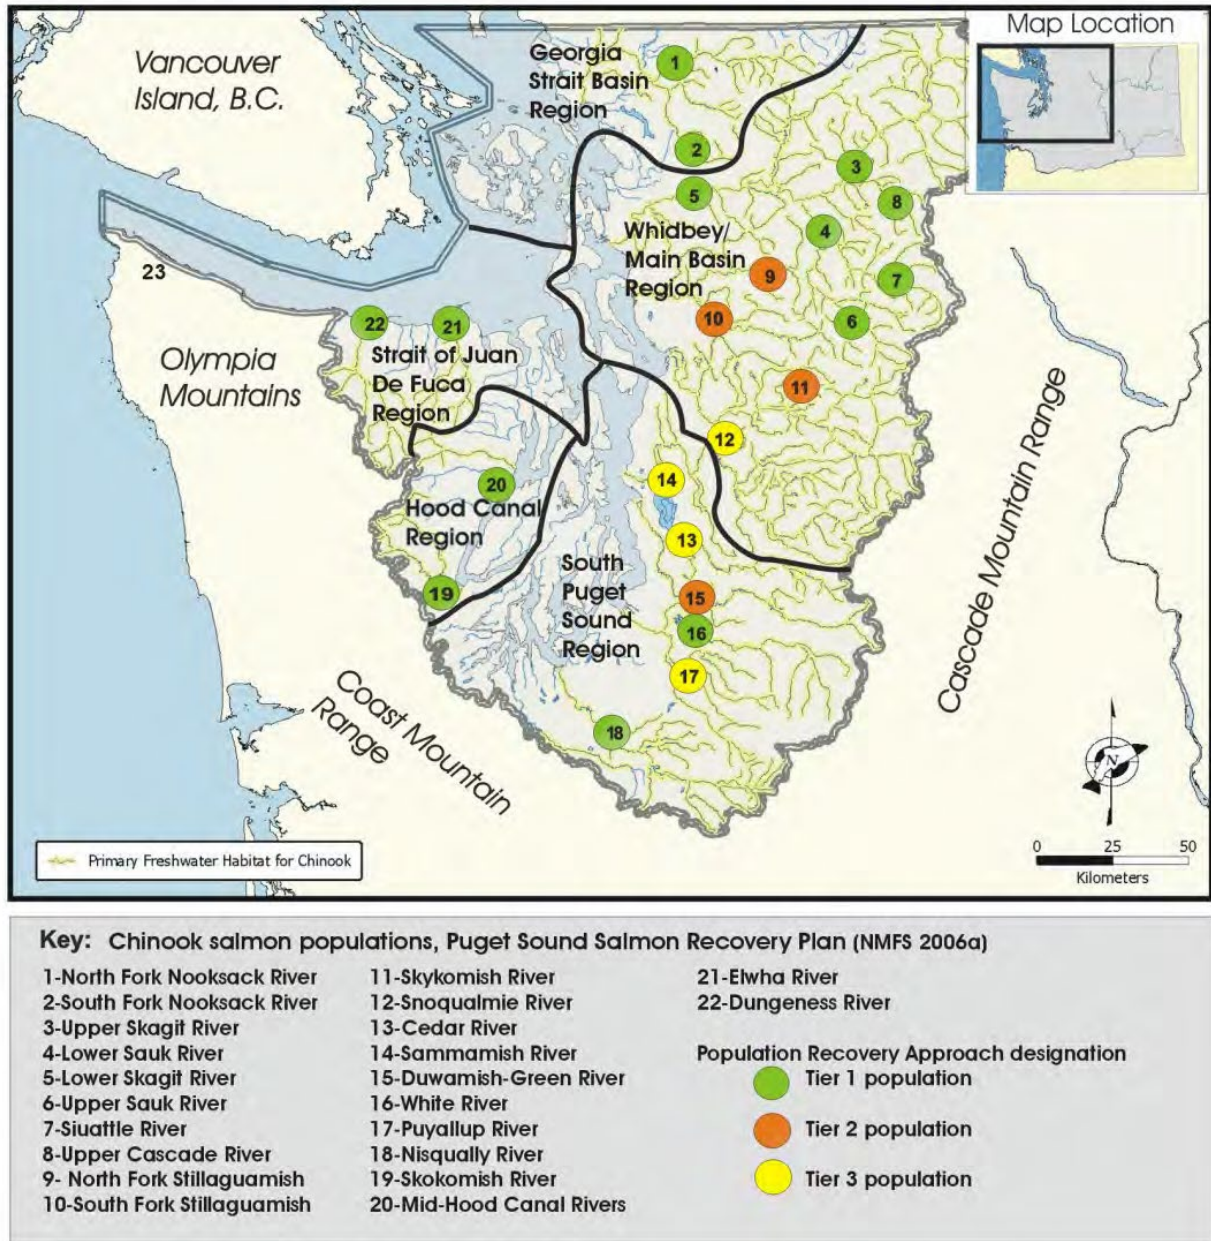 Map Location
Vancouver
Island, B.C.
Georgia
Strait Basin
Region
1
2
3
5
8
Whidbey/
Main Basin
Region
4
9
7
23
10
6
22
21
Olympia
Mountains
Strait of Juan
De Fuca
Region
11
12
14
20
Hood Canal
Region
13
South
Puget
Sound
Region
19
15
16
17
18
Coast Mountain
Range
Cascade Mountain Range
N
Primary Freshwater Habitat for Chinook
0 25 50
Kilometers
Key: Chinook salmon populations, Puget Sound Salmon Recovery Plan (NMFS 2006a)
1-North Fork Nooksack River
2-South Fork Nooksack River
3-Upper Skagit River
4-Lower Sauk River
5-Lower Skagit River
6-Upper Sauk River
7-Siuattle River
8-Upper Cascade River
9- North Fork Stillaguamish
10-South Fork Stillaguamish
11-Skykomish River
12-Snoqualmie River
13-Cedar River
14-Sammamish River
15-Duwamish-Green River
16-White River
17-Puyallup River
18-Nisqually River
19-Skokomish River
20-Mid-Hood Canal Rivers
21-Elwha River
22-Dungeness River
Population Recovery Approach designation
Tier 1 population
Tier 2 population
Tier 3 population